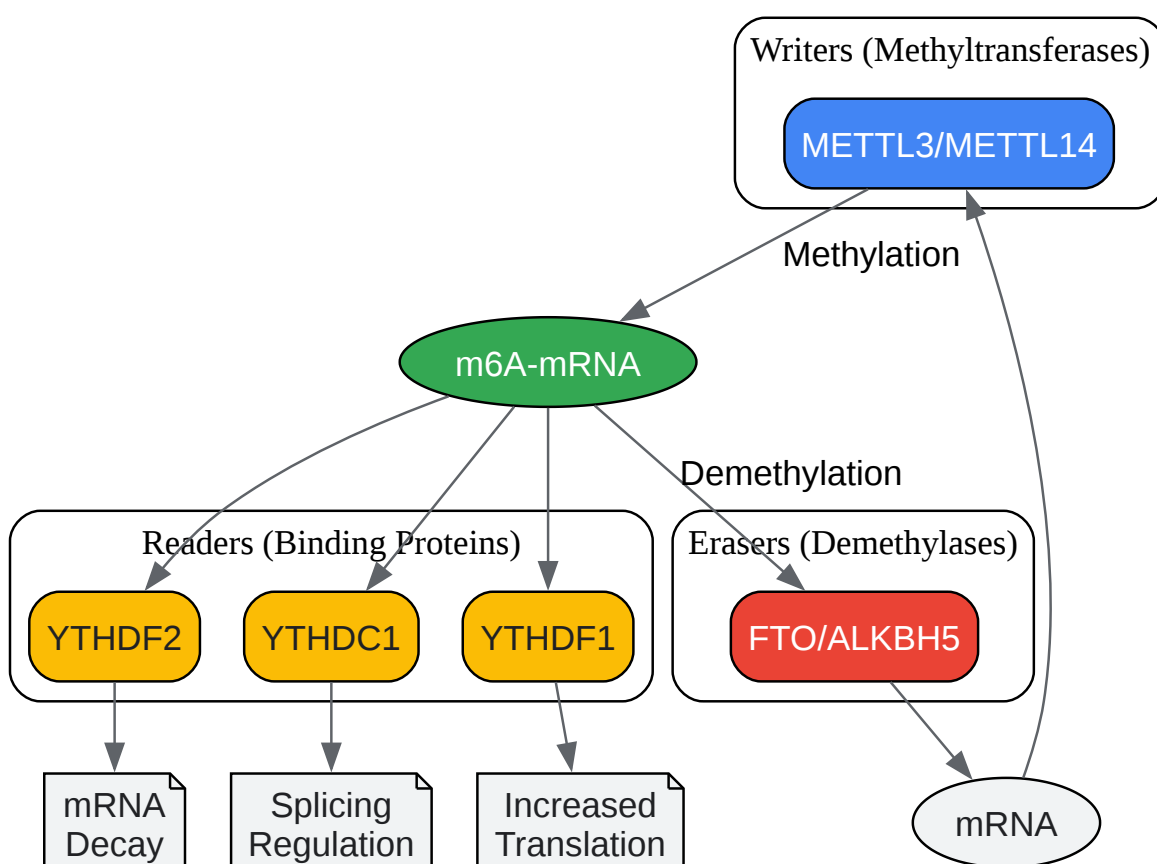 Writers (Methyltransferases)
METTL3/METTL14
Methylation
m6A-mRNA
Demethylation
Readers (Binding Proteins)
Erasers (Demethylases)
YTHDF2
YTHDC1
YTHDF1
FTO/ALKBH5
mRNA
Decay
Splicing
Regulation
Increased
Translation
mRNA